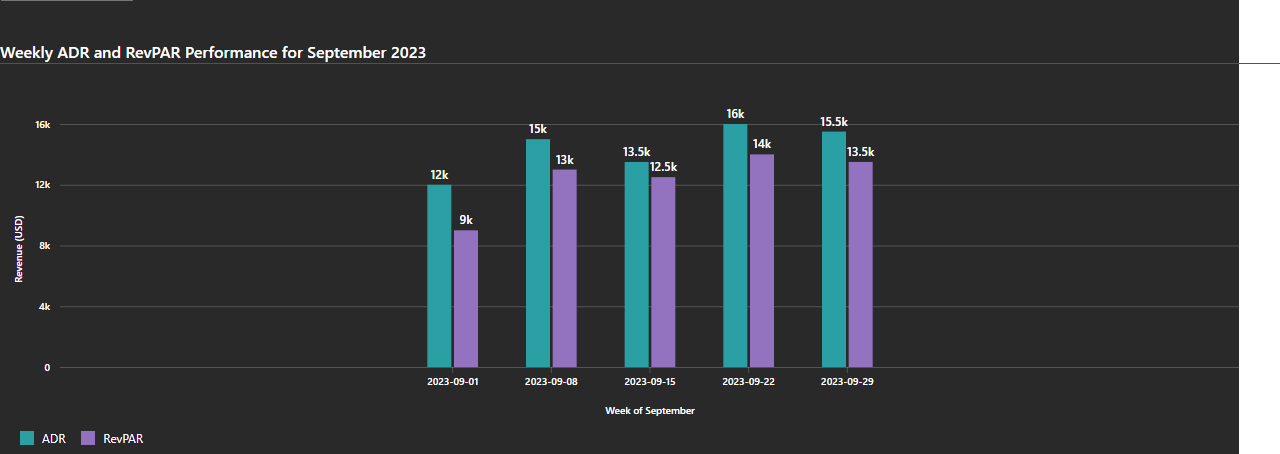 Weekly ADR and RevPAR Performance for September 2023
16k
12k
8k
4k
0
Revenue (USD)
12k
9k
15k
13k
13.5k
12.5k
16k
14k
15.5k
13.5k
2023-09-01
2023-09-08
2023-09-15
2023-09-22
2023-09-29
Week of September
ADR
RevPAR